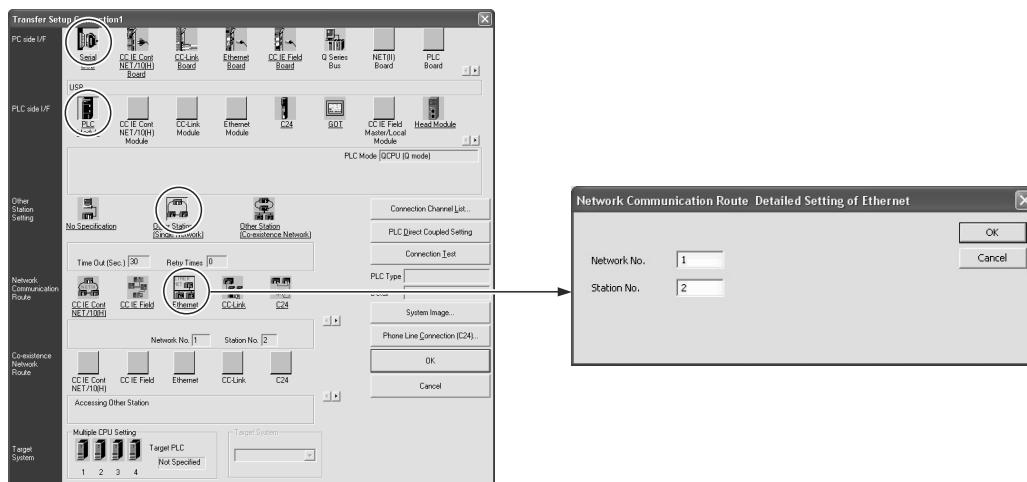 Transfer Setup Connection1
PC side I/F
Serial
CC IE Cont NET/10(H) Board
CC-Link Board
Ethernet Board
CC IE Field Board
Q Series Bus
NET(II) Board
PLC Board
USB
PLC side I/F
PLC
CC IE Cont NET/10(H) Module
CC-Link Module
Ethernet Module
C24
GOT
CC IE Field Master/Local Module
Head Module
PLC Mode QCPU (Q mode)
Other Station Setting
No Specification
Other Station (Single Network)
Other Station (Co-existence Network)
Connection Channel List...
PLC Direct Coupled Setting
Connection Test
Time Out (Sec.) 30 Retry Times 0
Network Communication Route
CC IE Cont NET/10(H)
CC IE Field
Ethernet
CC-Link
C24
PLC Type
Detail
System Image...
Phone Line Connection (C24)...
Network No. 1 Station No. 2
OK
Cancel
Co-existence Network Route
CC IE Cont NET/10(H)
CC IE Field
Ethernet
CC-Link
C24
Accessing Other Station
Target System
Multiple CPU Setting
1 2 3 4
Target PLC
Not Specified
Target System
Network Communication Route Detailed Setting of Ethernet
Network No. 1
Station No. 2
OK
Cancel